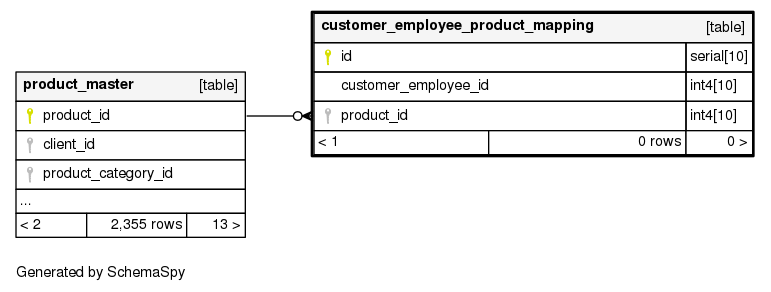 customer_employee_product_mapping [table]
id serial[10]
customer_employee_id int4[10]
product_id int4[10]
< 1 0 rows 0 >
product_master [table]
product_id
client_id
product_category_id
...
< 2 2,355 rows 13 >
Generated by SchemaSpy